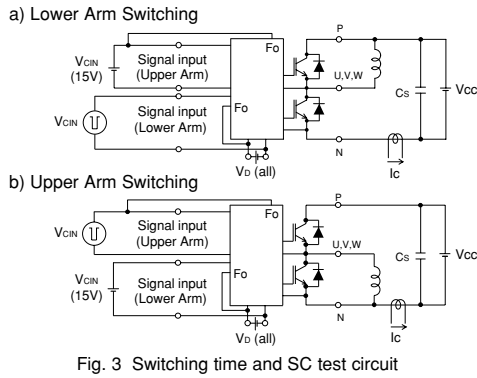 a) Lower Arm Switching
P
Fo
VCIN
(15V)
Signal input
(Upper Arm)
U,V,W
CS
VCC
VCIN
Signal input
(Lower Arm)
Fo
VD (all)
N
IC
b) Upper Arm Switching
P
Fo
VCIN
Signal input
(Upper Arm)
U,V,W
CS
VCC
VCIN
(15V)
Signal input
(Lower Arm)
Fo
VD (all)
N
IC
Fig. 3 Switching time and SC test circuit